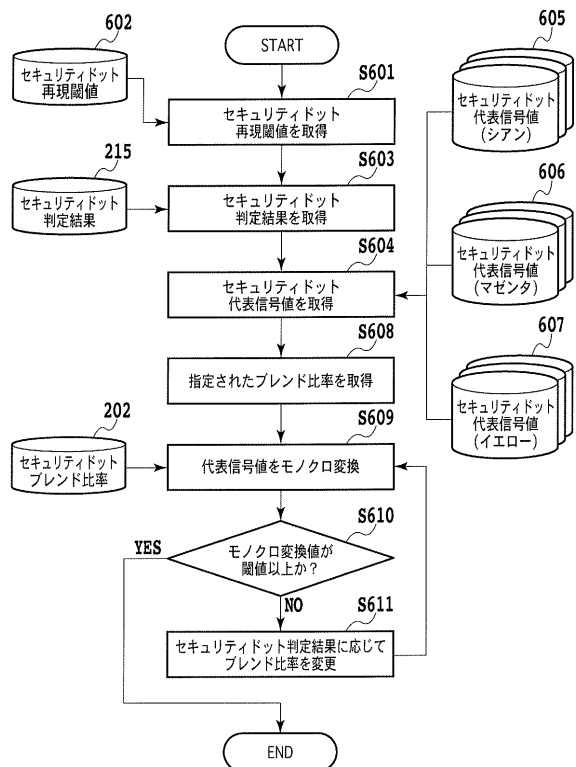 602
セキュリティドット
再現閾値
START
605
セキュリティドット
代表信号値
(シアン)
S601
セキュリティドット
再現閾値を取得
215
セキュリティドット
判定結果
S603
セキュリティドット
判定結果を取得
606
セキュリティドット
代表信号値
(マゼンタ)
S604
セキュリティドット
代表信号値を取得
607
セキュリティドット
代表信号値
(イエロー)
S608
指定されたブレンド比率を取得
202
セキュリティドット
ブレンド比率
S609
代表信号値をモノクロ変換
S610
モノクロ変換値が
閾値以上か?
YES
NO
S611
セキュリティドット判定結果に応じて
ブレンド比率を変更
END